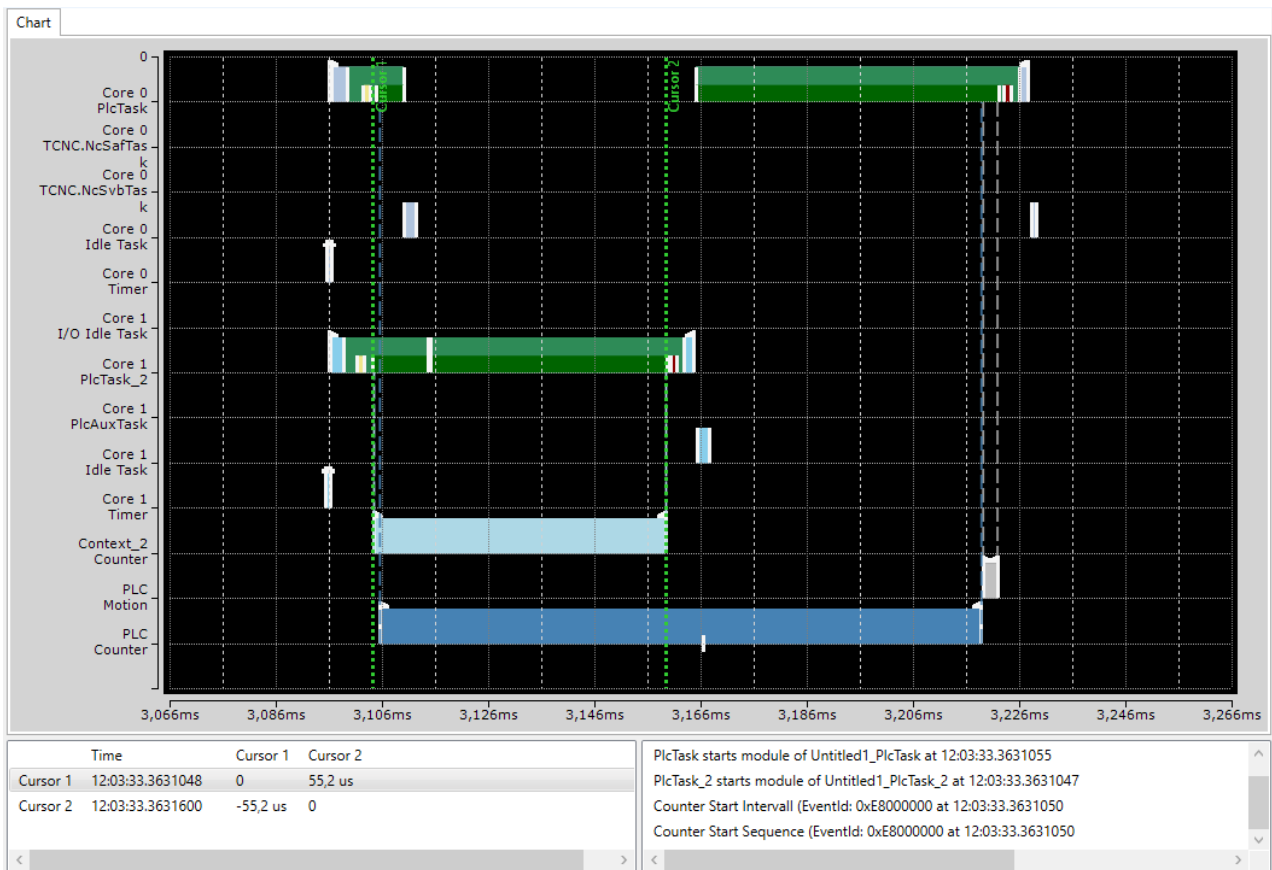 Chart
0
Core 0
PlcTask
Core 0
TCNC.NcSafTas
k
Core 0
TCNC.NcSvbTas
k
Core 0
Idle Task
Core 0
Timer
Core 1
I/O Idle Task
Core 1
PlcTask_2
Core 1
PlcAuxTask
Core 1
Idle Task
Core 1
Timer
Context_2
Counter
PLC
Motion
PLC
Counter
Cursor 1
Cursor 2
3,066ms 3,086ms 3,106ms 3,126ms 3,146ms 3,166ms 3,186ms 3,206ms 3,226ms 3,246ms 3,266ms
Time Cursor 1 Cursor 2
Cursor 1 12:03:33.3631048 0 55,2 us
Cursor 2 12:03:33.3631600 -55,2 us 0
PlcTask starts module of Untitled1_PlcTask at 12:03:33.3631055
PlcTask_2 starts module of Untitled1_PlcTask_2 at 12:03:33.3631047
Counter Start Intervall (EventId: 0xE8000000 at 12:03:33.3631050
Counter Start Sequence (EventId: 0xE8000000 at 12:03:33.3631050